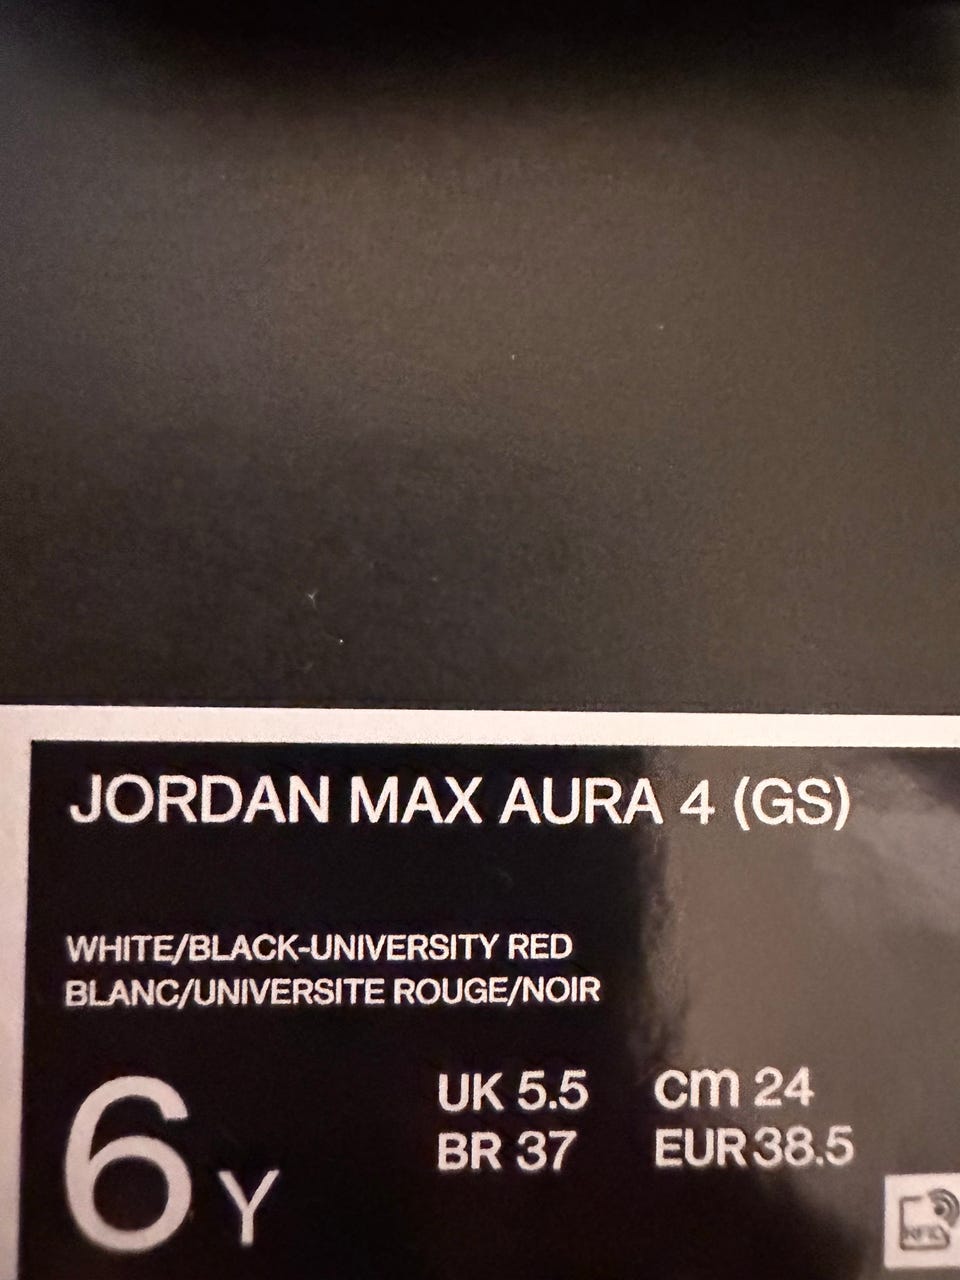 JORDAN MAX AURA 4 (GS)
WHITE/BLACK-UNIVERSITY RED
BLANC/UNIVERSITE ROUGE/NOIR
6Y
UK 5.5 cm 24
BR 37 EUR 38.5
RFID